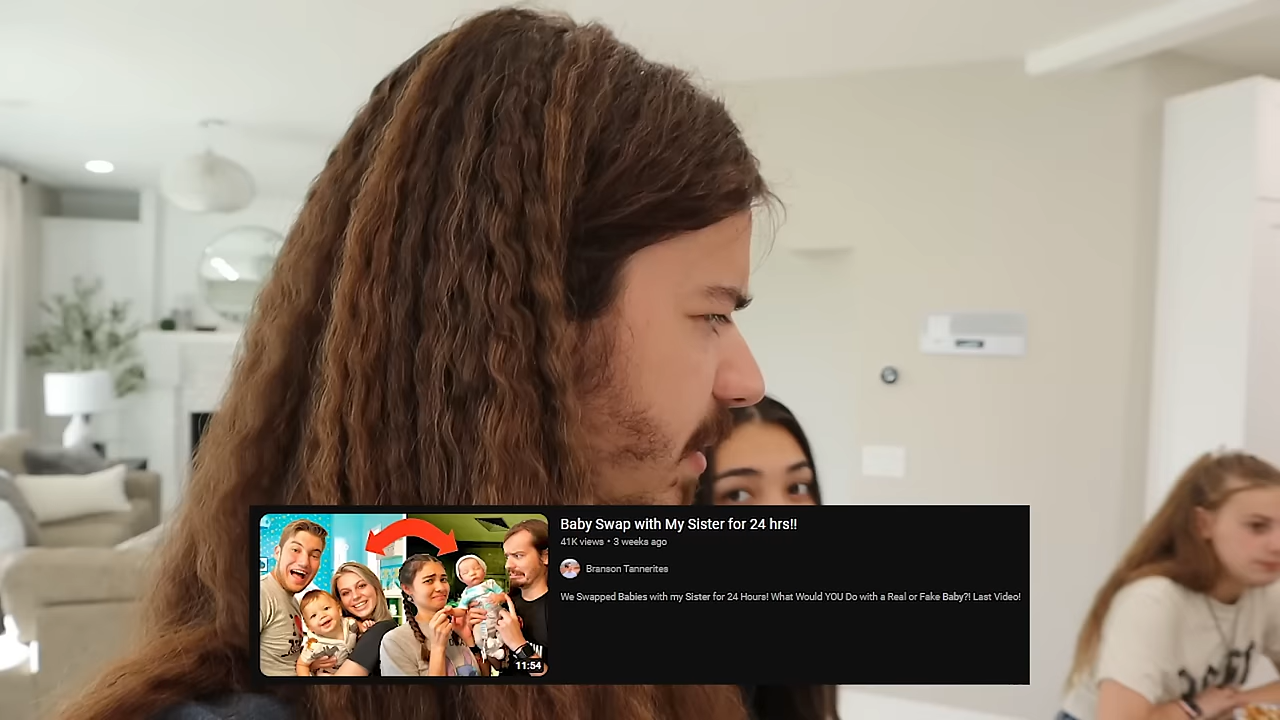 Baby Swap with My Sister for 24 hrs!!
41K views • 3 weeks ago
Branson Tannerites
We Swapped Babies with my Sister for 24 Hours! What Would YOU Do with a Real or Fake Baby?! Last Video!
11:54